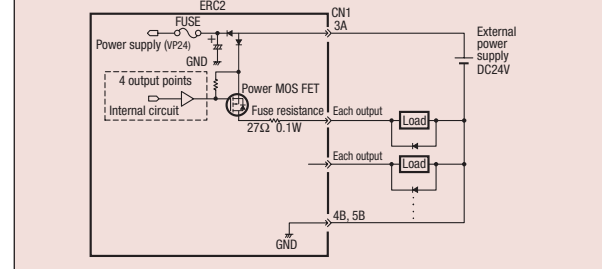 ERC2
CN1
FUSE
3A
Power supply (VP24)
GND
External
power
supply
DC24V
4 output points
Power MOS FET
Internal circuit
Fuse resistance
27Ω 0.1W
Each output
Load
Each output
Load
4B, 5B
GND